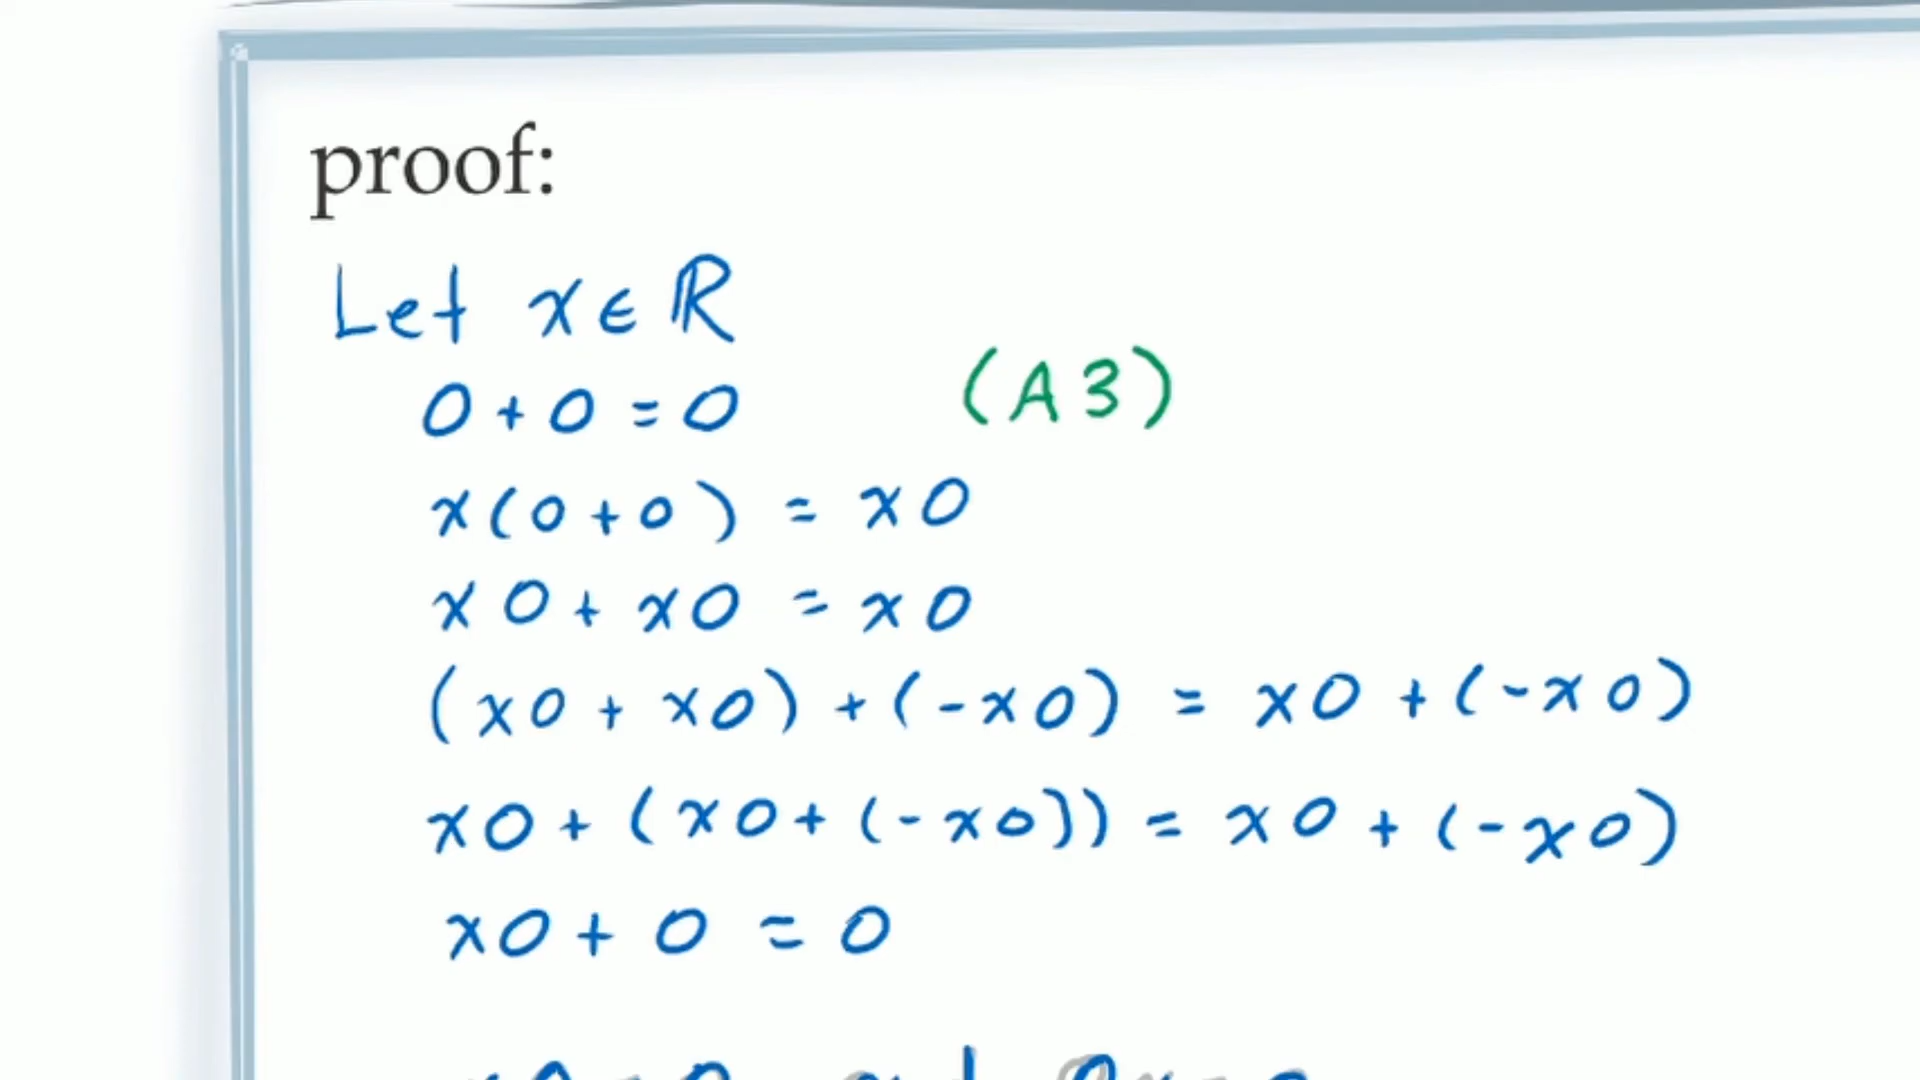 proof:
Let x ∈ ℝ
0 + 0 = 0 (A3)
x(0 + 0) = x0
x0 + x0 = x0
(x0 + x0) + (-x0) = x0 + (-x0)
x0 + (x0 + (-x0)) = x0 + (-x0)
x0 + 0 = 0